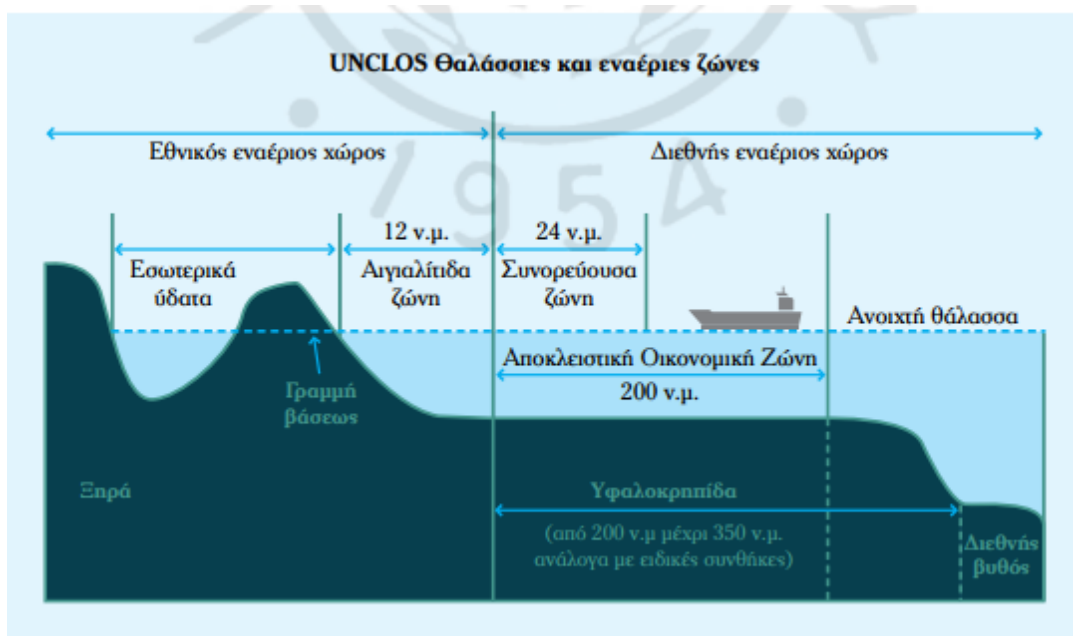 UNCLOS Θαλάσσιες και εναέριες ζώνες
Εθνικός εναέριος χώρος
Διεθνής εναέριος χώρος
1954
12 ν.μ.
24 ν.μ.
Εσωτερικά
ύδατα
Αιγιαλίτιδα
ζώνη
Συνορεύουσα
ζώνη
Ανοιχτή θάλασσα
Αποκλειστική Οικονομική Ζώνη
200 ν.μ.
Γραμμή
βάσεως
Ξηρά
Υφαλοκρηπίδα
(από 200 ν.μ μέχρι 350 ν.μ.
ανάλογα με ειδικές συνθήκες)
Διεθνής
βυθός